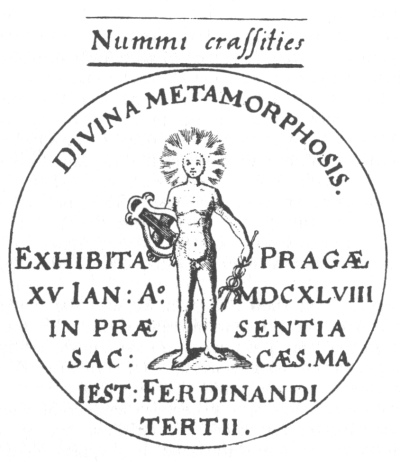 Nummi craſſities
DIVINA METAMORPHOSIS.
EXHIBITA PRAGÆ
XV IAN: Aº. MDCXLVIII
IN PRÆ SENTIA
SAC: CÆS.MA
IEST: FERDINANDI
TERTII.